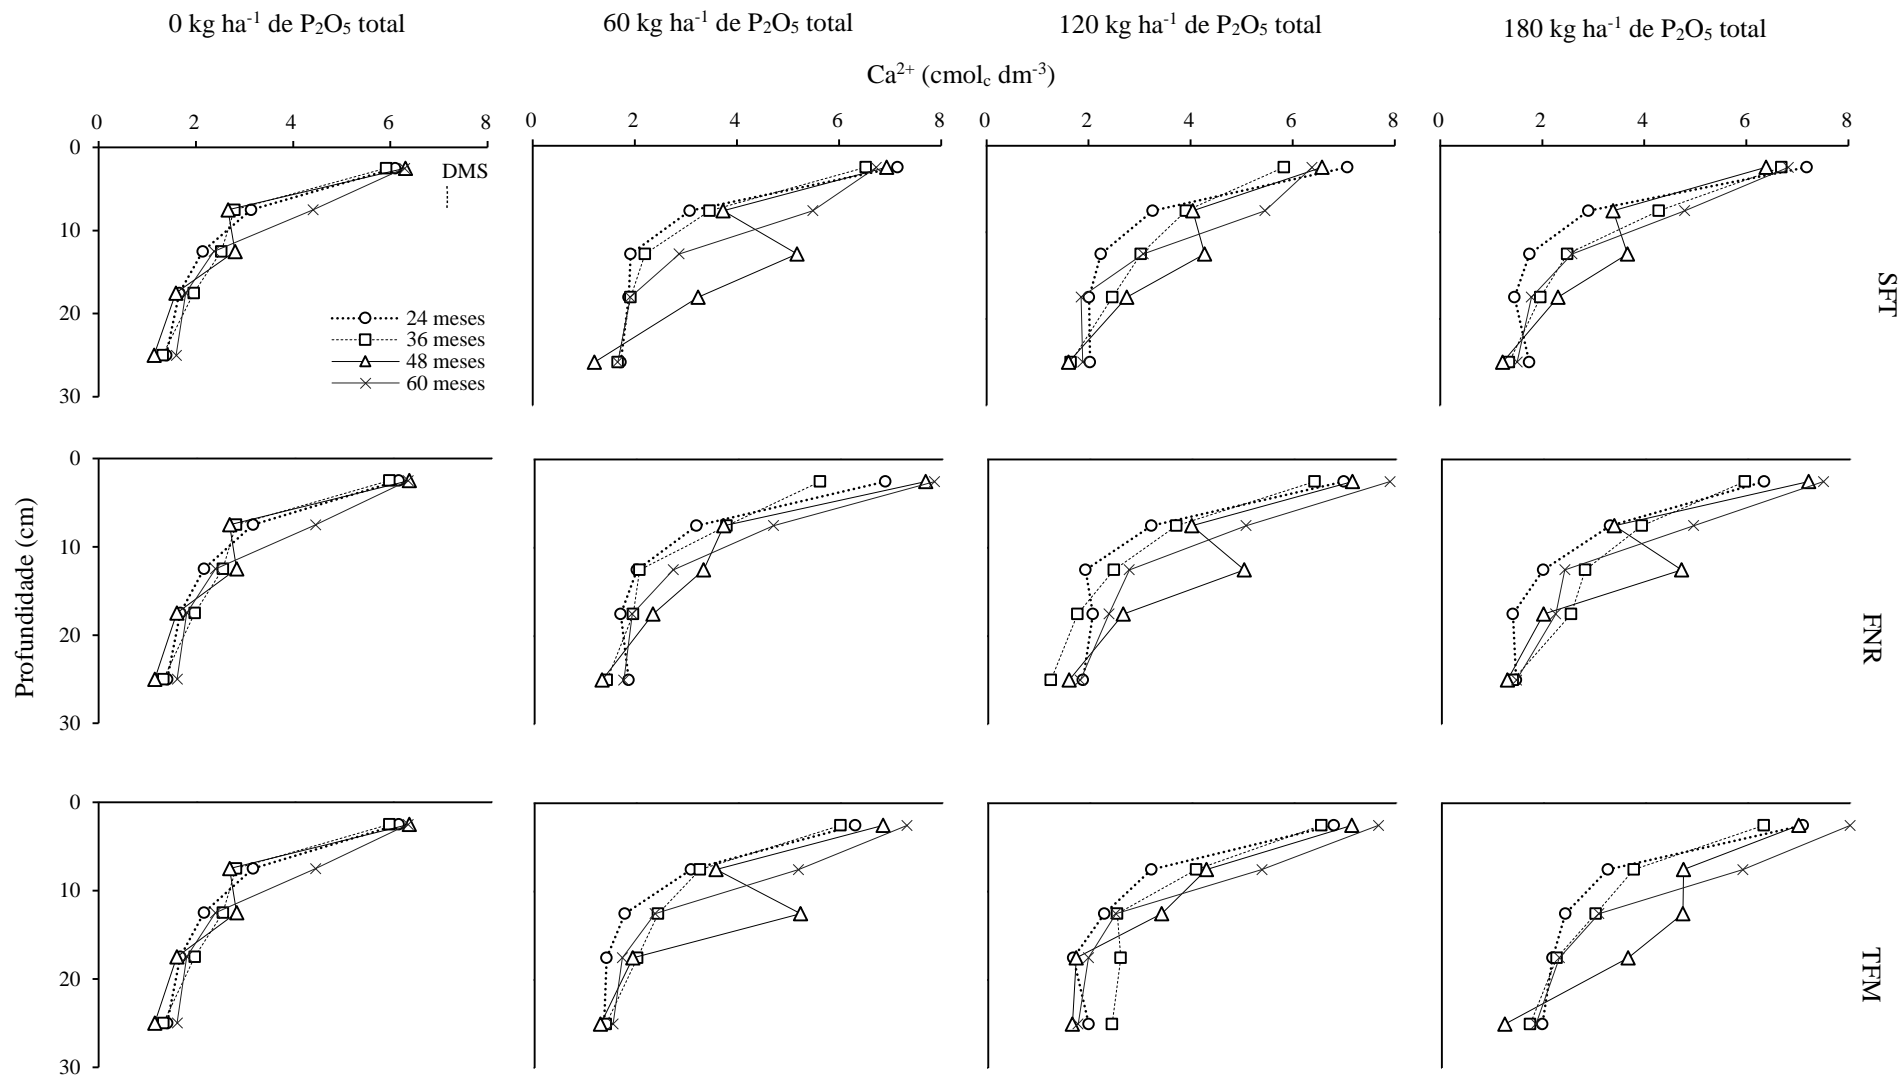 0 kg ha-1 de P2O5 total
60 kg ha-1 de P2O5 total
120 kg ha-1 de P2O5 total
180 kg ha-1 de P2O5 total
Ca2+ (cmolc dm-3)
0 2 4 6 8
0 2 4 6 8
0 2 4 6 8
0 2 4 6 8
0
10
20
30
DMS
24 meses
36 meses
48 meses
60 meses
SFT
Profundidade (cm)
0
10
20
30
FNR
0
10
20
30
TFM